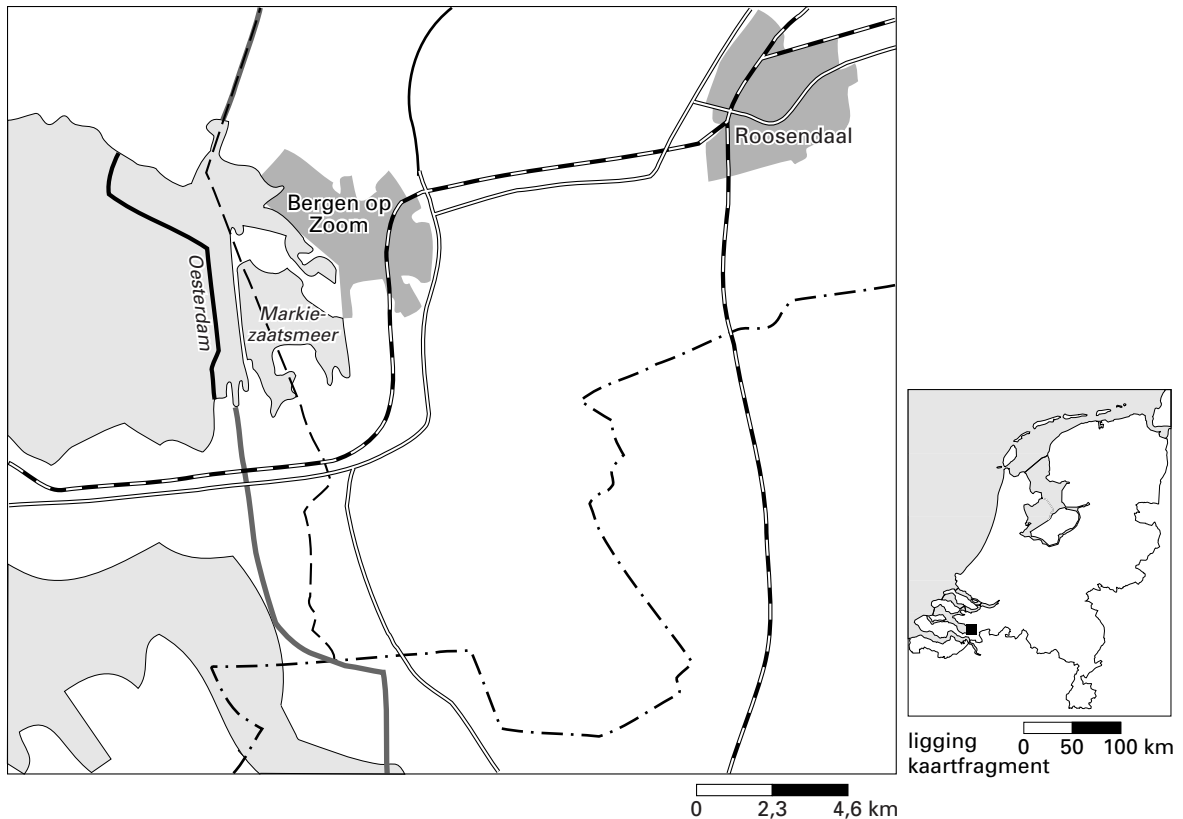 Roosendaal
Bergen op
Zoom
Oesterdam
Markie-
zaatsmeer
ligging
kaartfragment
0 50 100 km
0 2,3 4,6 km